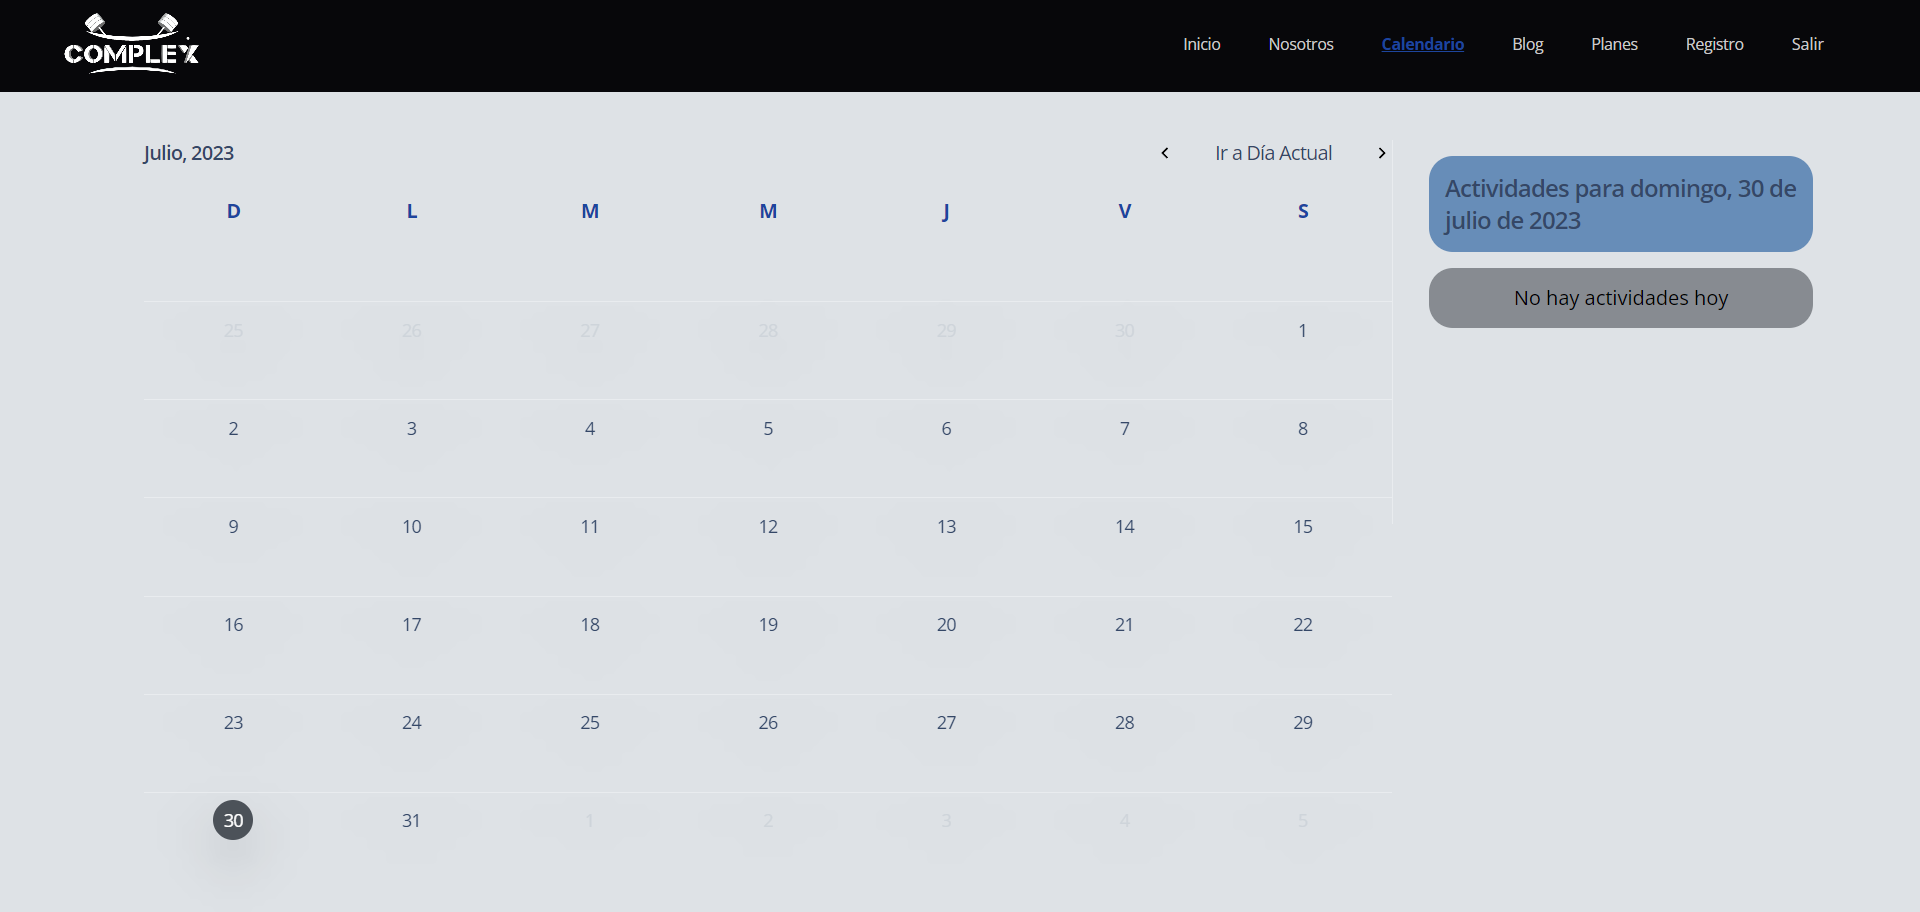 COMPLEX
Inicio Nosotros Calendario Blog Planes Registro Salir
Julio, 2023
Ir a Día Actual
D L M M J V S
25 26 27 28 29 30 1
2 3 4 5 6 7 8
9 10 11 12 13 14 15
16 17 18 19 20 21 22
23 24 25 26 27 28 29
30 31 1 2 3 4 5
Actividades para domingo, 30 de
julio de 2023
No hay actividades hoy